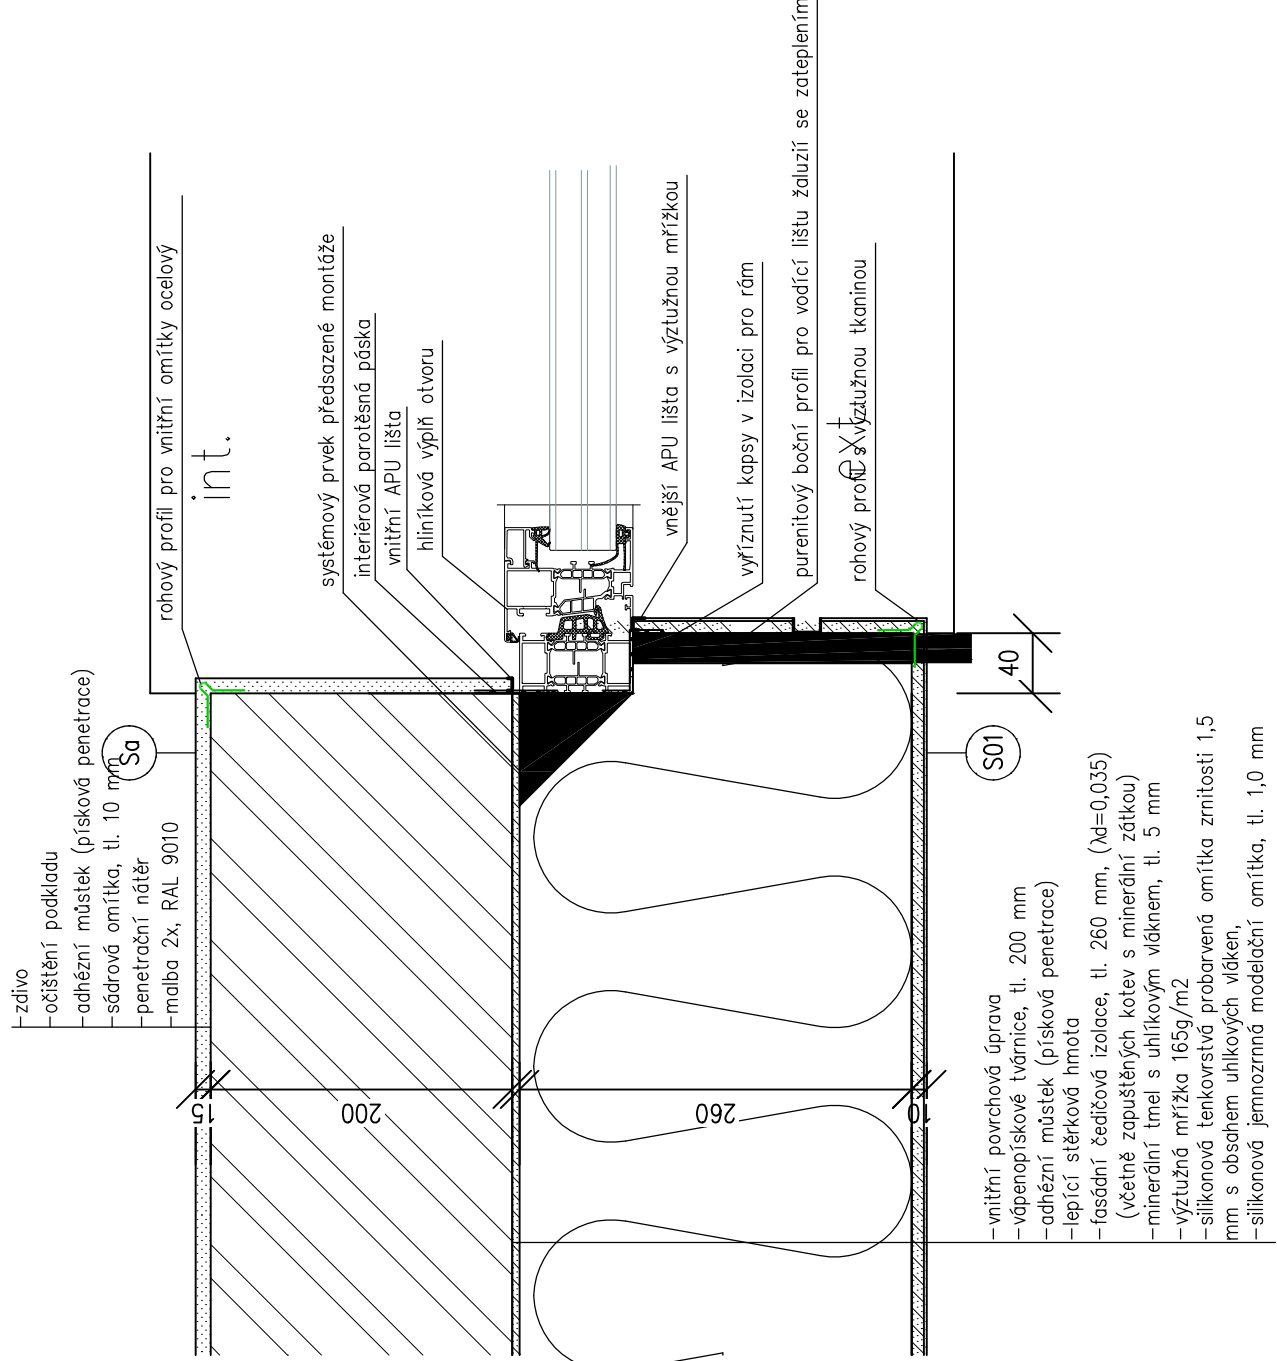 zdivo
očištění podkladu
adhézní můstek (písková penetrace)
sádrová omítka, tl. 10 mm
penetrační nátěr
malba 2x, RAL 9010
Sa
rohový profil pro vnitřní omítky ocelový
int.
systémový prvek předsazené montáže
interiérová parotěsná páska
vnitřní APU lišta
hliníková výplň otvoru
vnější APU lišta s výztužnou mřížkou
vyříznutí kapsy v izolaci pro rám
purenitový boční profil pro vodící lištu žaluzií se zateplením
rohový profil s výztužnou tkaninou
ext.
40
S01
15
200
260
10
vnitřní povrchová úprava
vápenopískové tvárnice, tl. 200 mm
adhézní můstek (písková penetrace)
lepící stěrková hmota
fasádní čedičová izolace, tl. 260 mm, (λd=0,035)
(včetně zapuštěných kotev s minerální zátkou)
minerální tmel s uhlíkovým vláknem, tl. 5 mm
výztužná mřížka 165g/m2
silikonová tenkovrstvá probarvená omítka zrnitosti 1,5
mm s obsahem uhlkových vláken,
silikonová jemnozrnná modelační omítka, tl. 1,0 mm